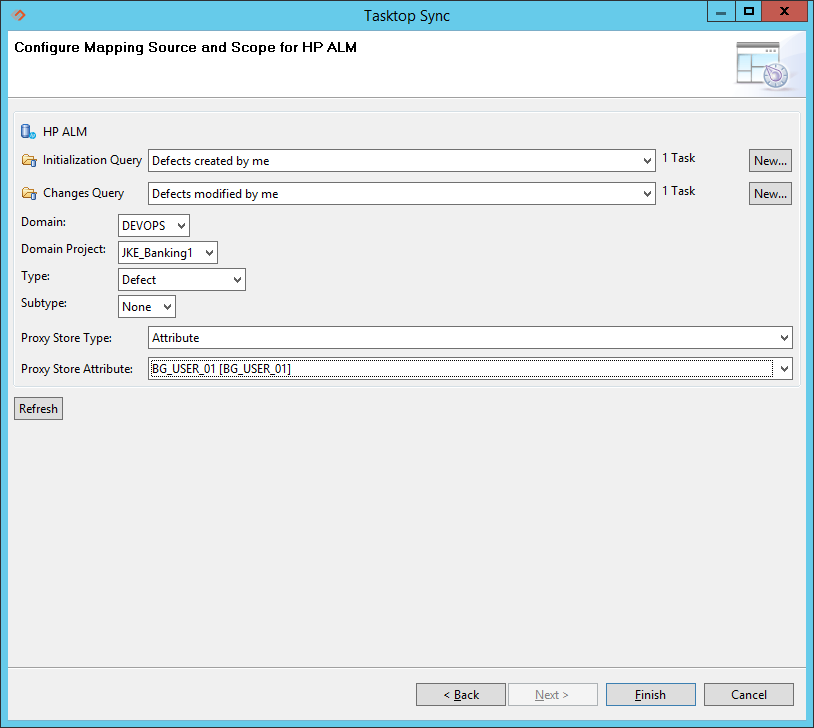 Tasktop Sync
Configure Mapping Source and Scope for HP ALM
HP ALM
Initialization Query Defects created by me 1 Task New...
Changes Query Defects modified by me 1 Task New...
Domain: DEVOPS
Domain Project: JKE_Banking1
Type: Defect
Subtype: None
Proxy Store Type: Attribute
Proxy Store Attribute: BG_USER_01 [BG_USER_01]
Refresh
< Back Next > Finish Cancel